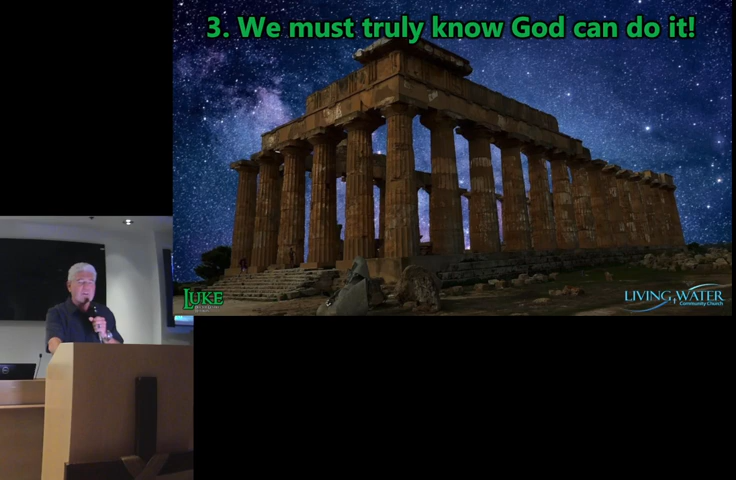 3. We must truly know God can do it!
LUKE
LIVING WATER
Community Church